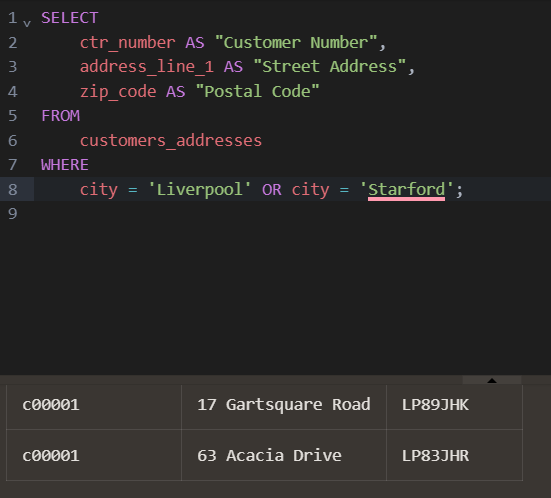 1 SELECT
2 ctr_number AS "Customer Number",
3 address_line_1 AS "Street Address",
4 zip_code AS "Postal Code"
5 FROM
6 customers_addresses
7 WHERE
8 city = 'Liverpool' OR city = 'Starford';
9
c00001 17 Gartsquare Road LP89JHK
c00001 63 Acacia Drive LP83JHR